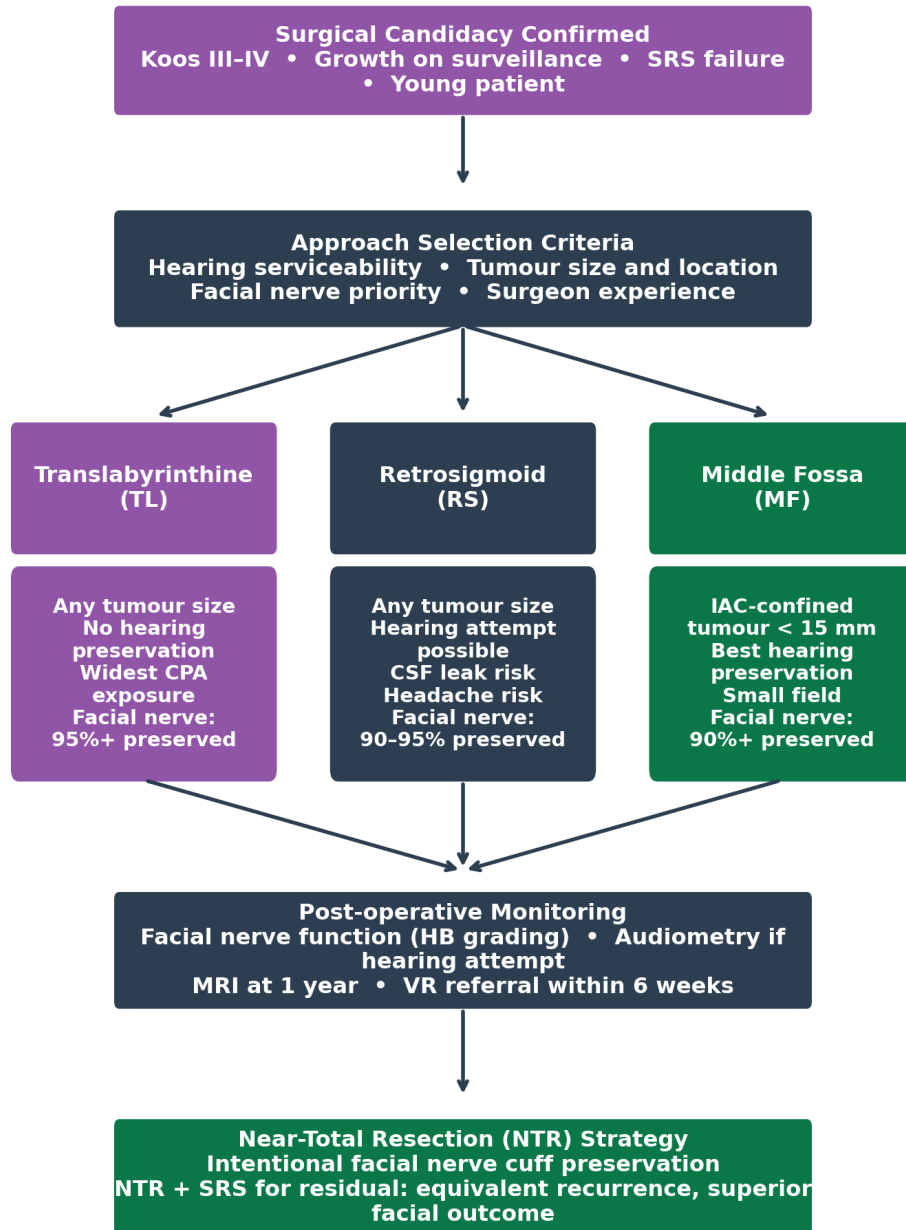 Surgical Candidacy Confirmed
Koos III–IV • Growth on surveillance • SRS failure
• Young patient
Approach Selection Criteria
Hearing serviceability • Tumour size and location
Facial nerve priority • Surgeon experience
Translabyrinthine
(TL)
Retrosigmoid
(RS)
Middle Fossa
(MF)
Any tumour size
No hearing
preservation
Widest CPA
exposure
Facial nerve:
95%+ preserved
Any tumour size
Hearing attempt
possible
CSF leak risk
Headache risk
Facial nerve:
90–95% preserved
IAC-confined
tumour < 15 mm
Best hearing
preservation
Small field
Facial nerve:
90%+ preserved
Post-operative Monitoring
Facial nerve function (HB grading) • Audiometry if
hearing attempt
MRI at 1 year • VR referral within 6 weeks
Near-Total Resection (NTR) Strategy
Intentional facial nerve cuff preservation
NTR + SRS for residual: equivalent recurrence, superior
facial outcome